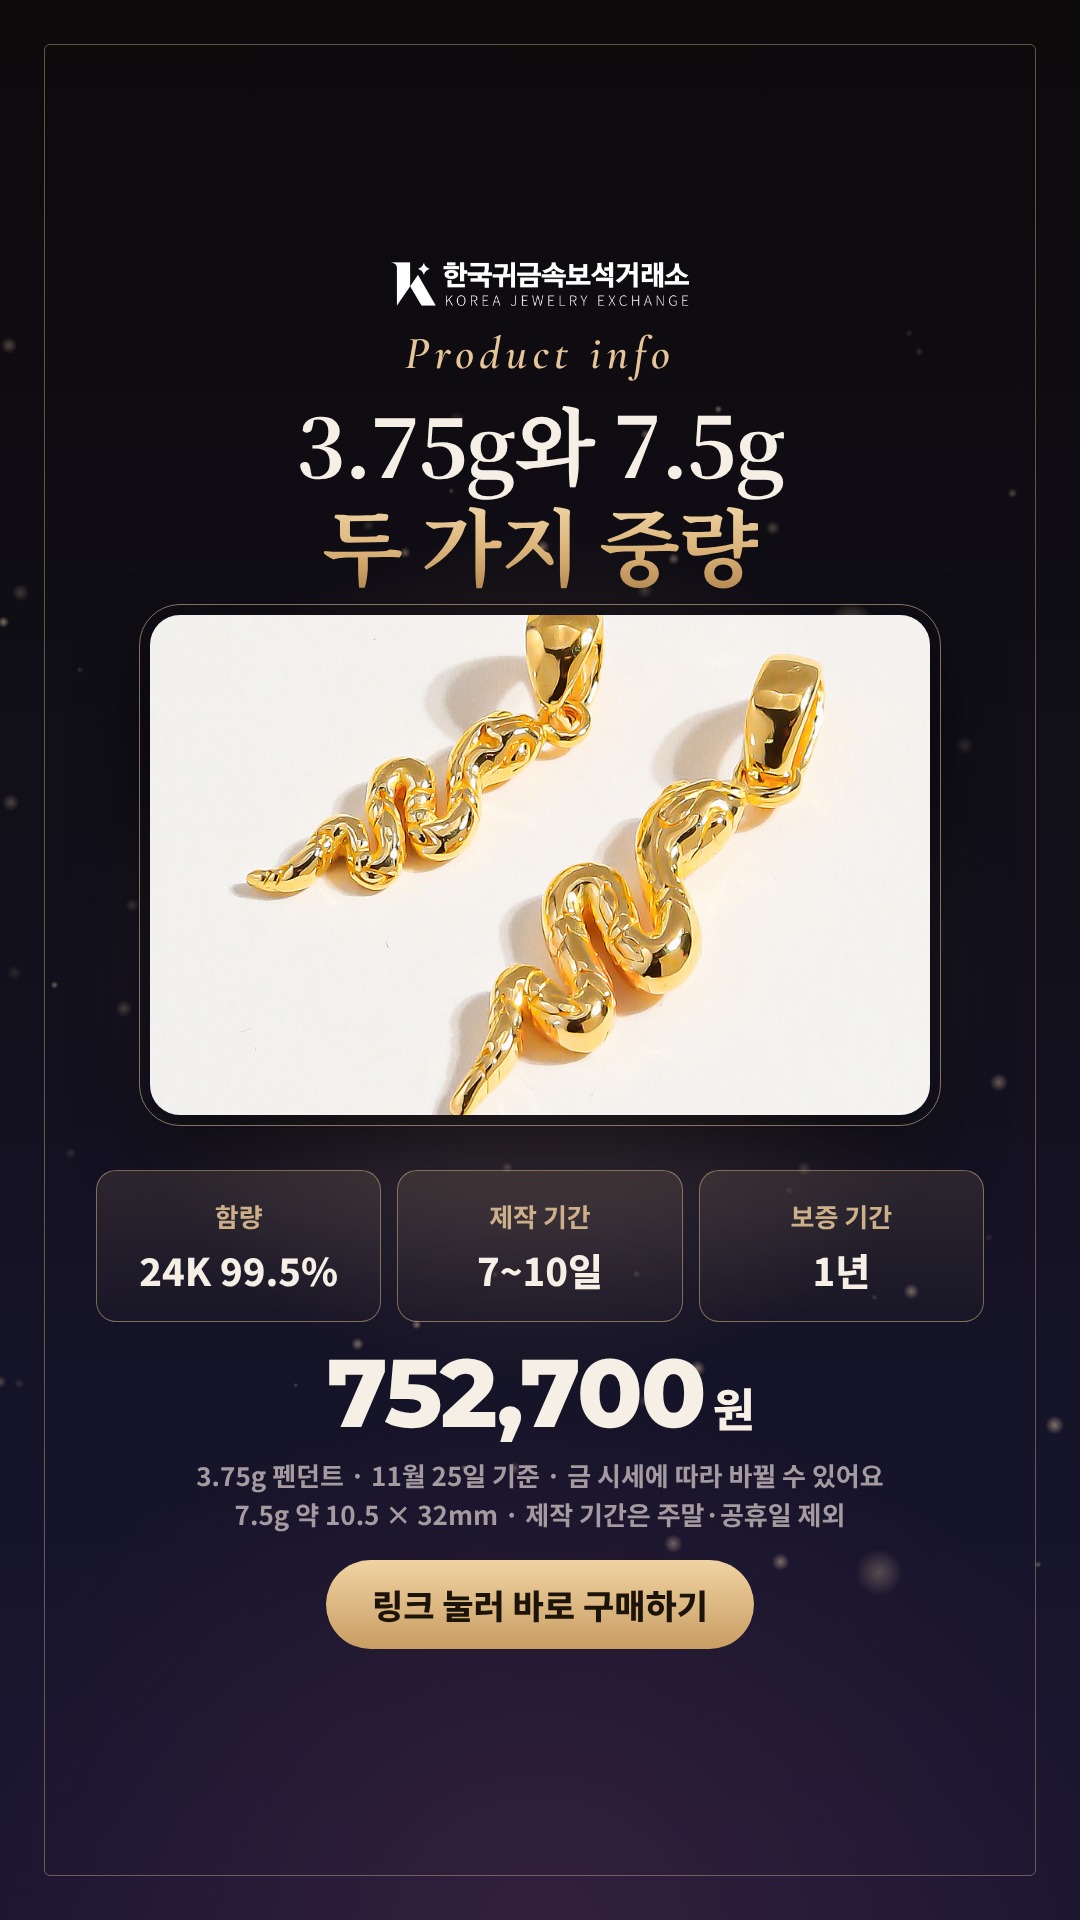 한국귀금속보석거래소
KOREA JEWELRY EXCHANGE
Product info
3.75g와 7.5g
두 가지 중량
함량
24K 99.5%
제작 기간
7~10일
보증 기간
1년
752,700원
3.75g 펜던트 · 11월 25일 기준 · 금 시세에 따라 바뀔 수 있어요
7.5g 약 10.5 × 32mm · 제작 기간은 주말·공휴일 제외
링크 눌러 바로 구매하기